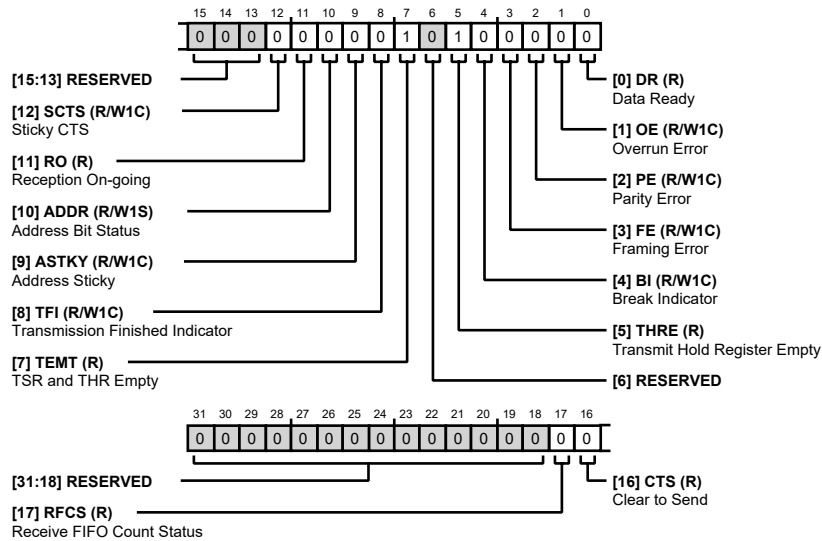 15 14 13 12 11 10 9 8 7 6 5 4 3 2 1 0
0 0 0 0 0 0 0 0 1 0 1 0 0 0 0 0
[15:13] RESERVED
[12] SCTS (R/W1C)
Sticky CTS
[11] RO (R)
Reception On-going
[10] ADDR (R/W1S)
Address Bit Status
[9] ASTKY (R/W1C)
Address Sticky
[8] TFI (R/W1C)
Transmission Finished Indicator
[7] TEMT (R)
TSR and THR Empty
[0] DR (R)
Data Ready
[1] OE (R/W1C)
Overrun Error
[2] PE (R/W1C)
Parity Error
[3] FE (R/W1C)
Framing Error
[4] BI (R/W1C)
Break Indicator
[5] THRE (R)
Transmit Hold Register Empty
[6] RESERVED
31 30 29 28 27 26 25 24 23 22 21 20 19 18 17 16
0 0 0 0 0 0 0 0 0 0 0 0 0 0 0 0
[31:18] RESERVED
[17] RFCS (R)
Receive FIFO Count Status
[16] CTS (R)
Clear to Send